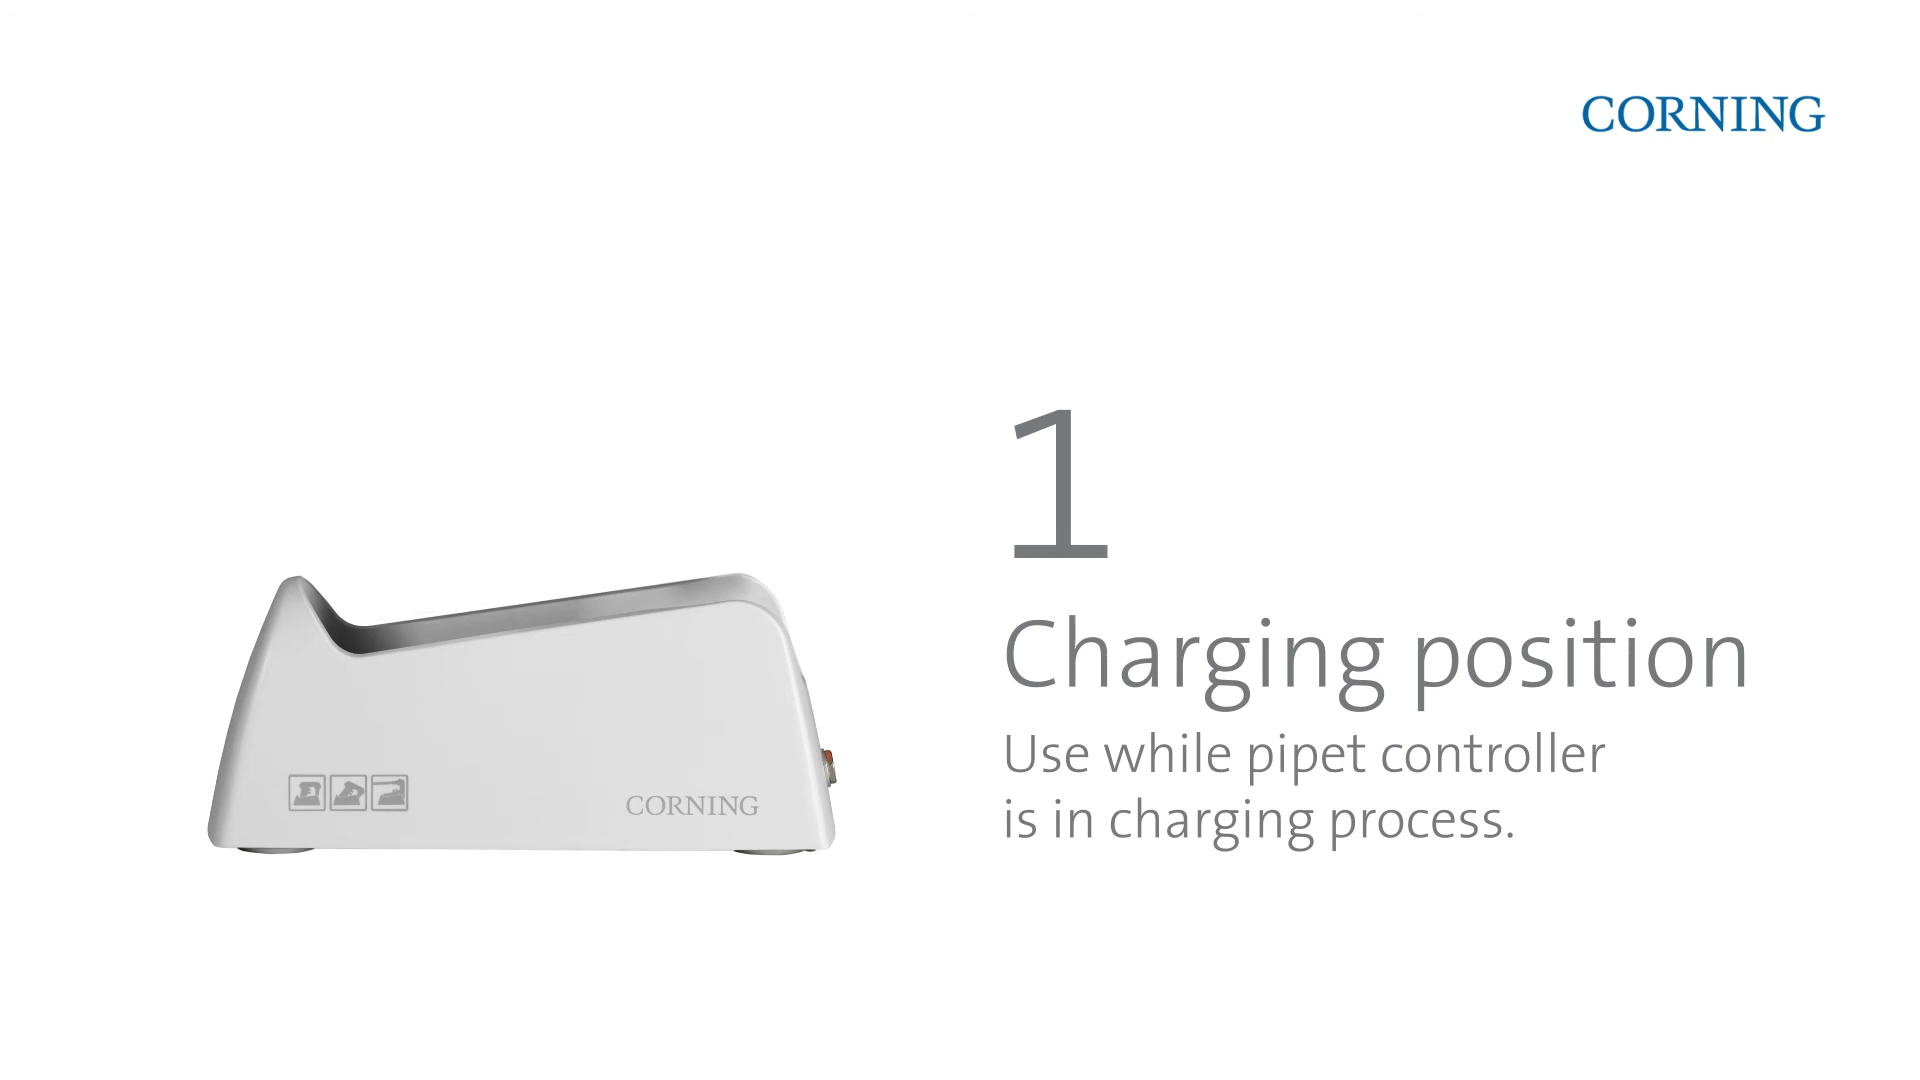 CORNING
1
Charging position
Use while pipet controller
is in charging process.
CORNING